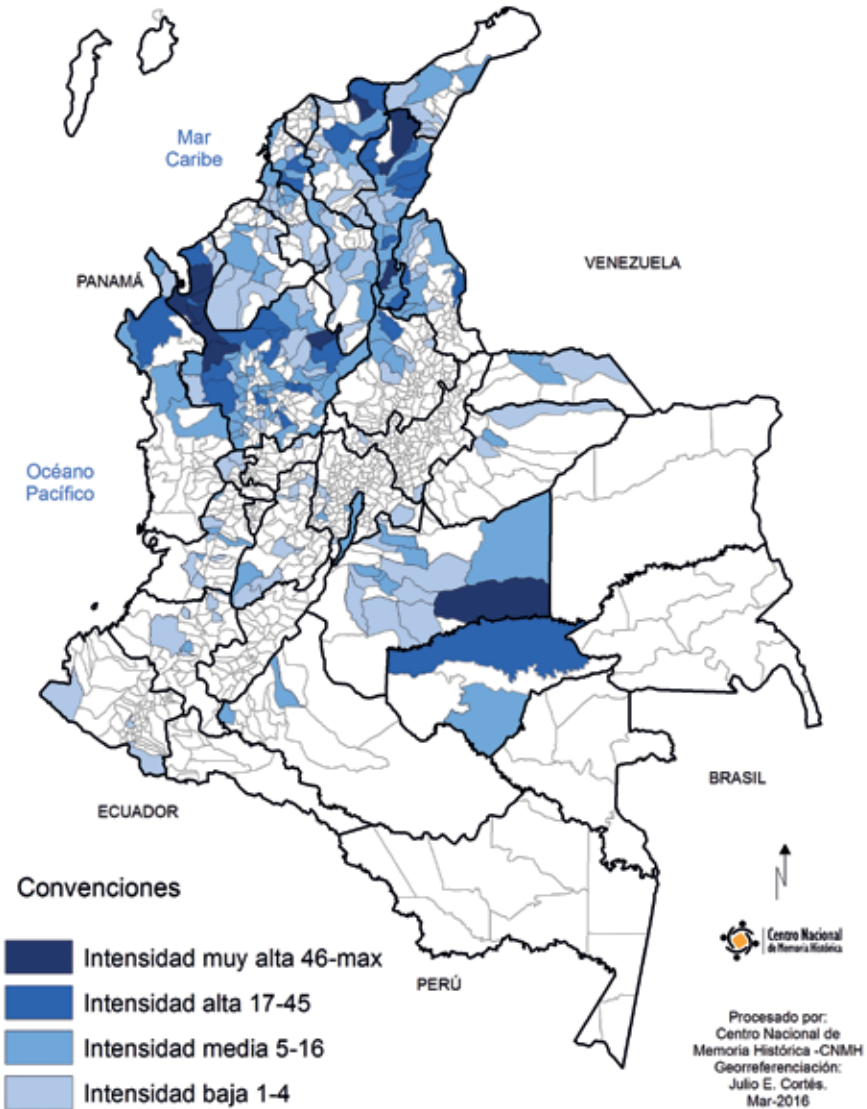 Mar
Caribe
PANAMÁ
VENEZUELA
Océano
Pacífico
ECUADOR
BRASIL
PERÚ
N
Convenciones
Intensidad muy alta 46-max
Intensidad alta 17-45
Intensidad media 5-16
Intensidad baja 1-4
Centro Nacional
de Memoria Histórica
Procesado por:
Centro Nacional de
Memoria Histórica -CNMH
Georreferenciación:
Julio E. Cortés.
Mar-2016